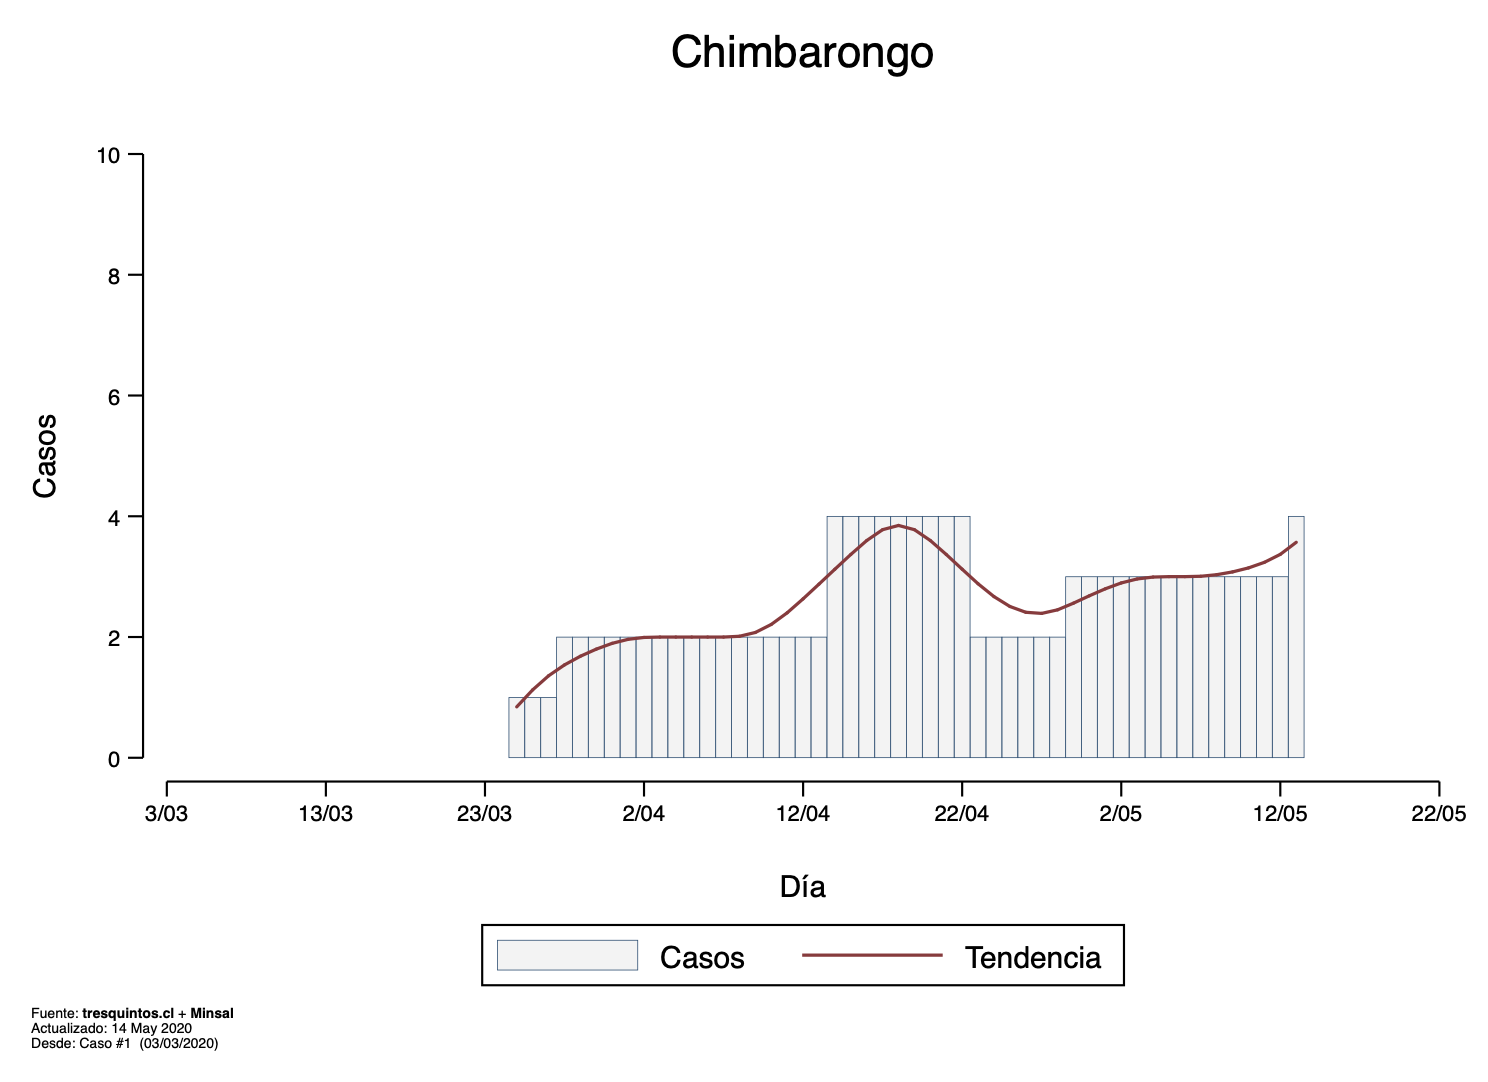 Chimbarongo
10
8
6
4
2
0
Casos
3/03 13/03 23/03 2/04 12/04 22/04 2/05 12/05 22/05
Día
Casos Tendencia
Fuente: tresquintos.cl + Minsal
Actualizado: 14 May 2020
Desde: Caso #1 (03/03/2020)